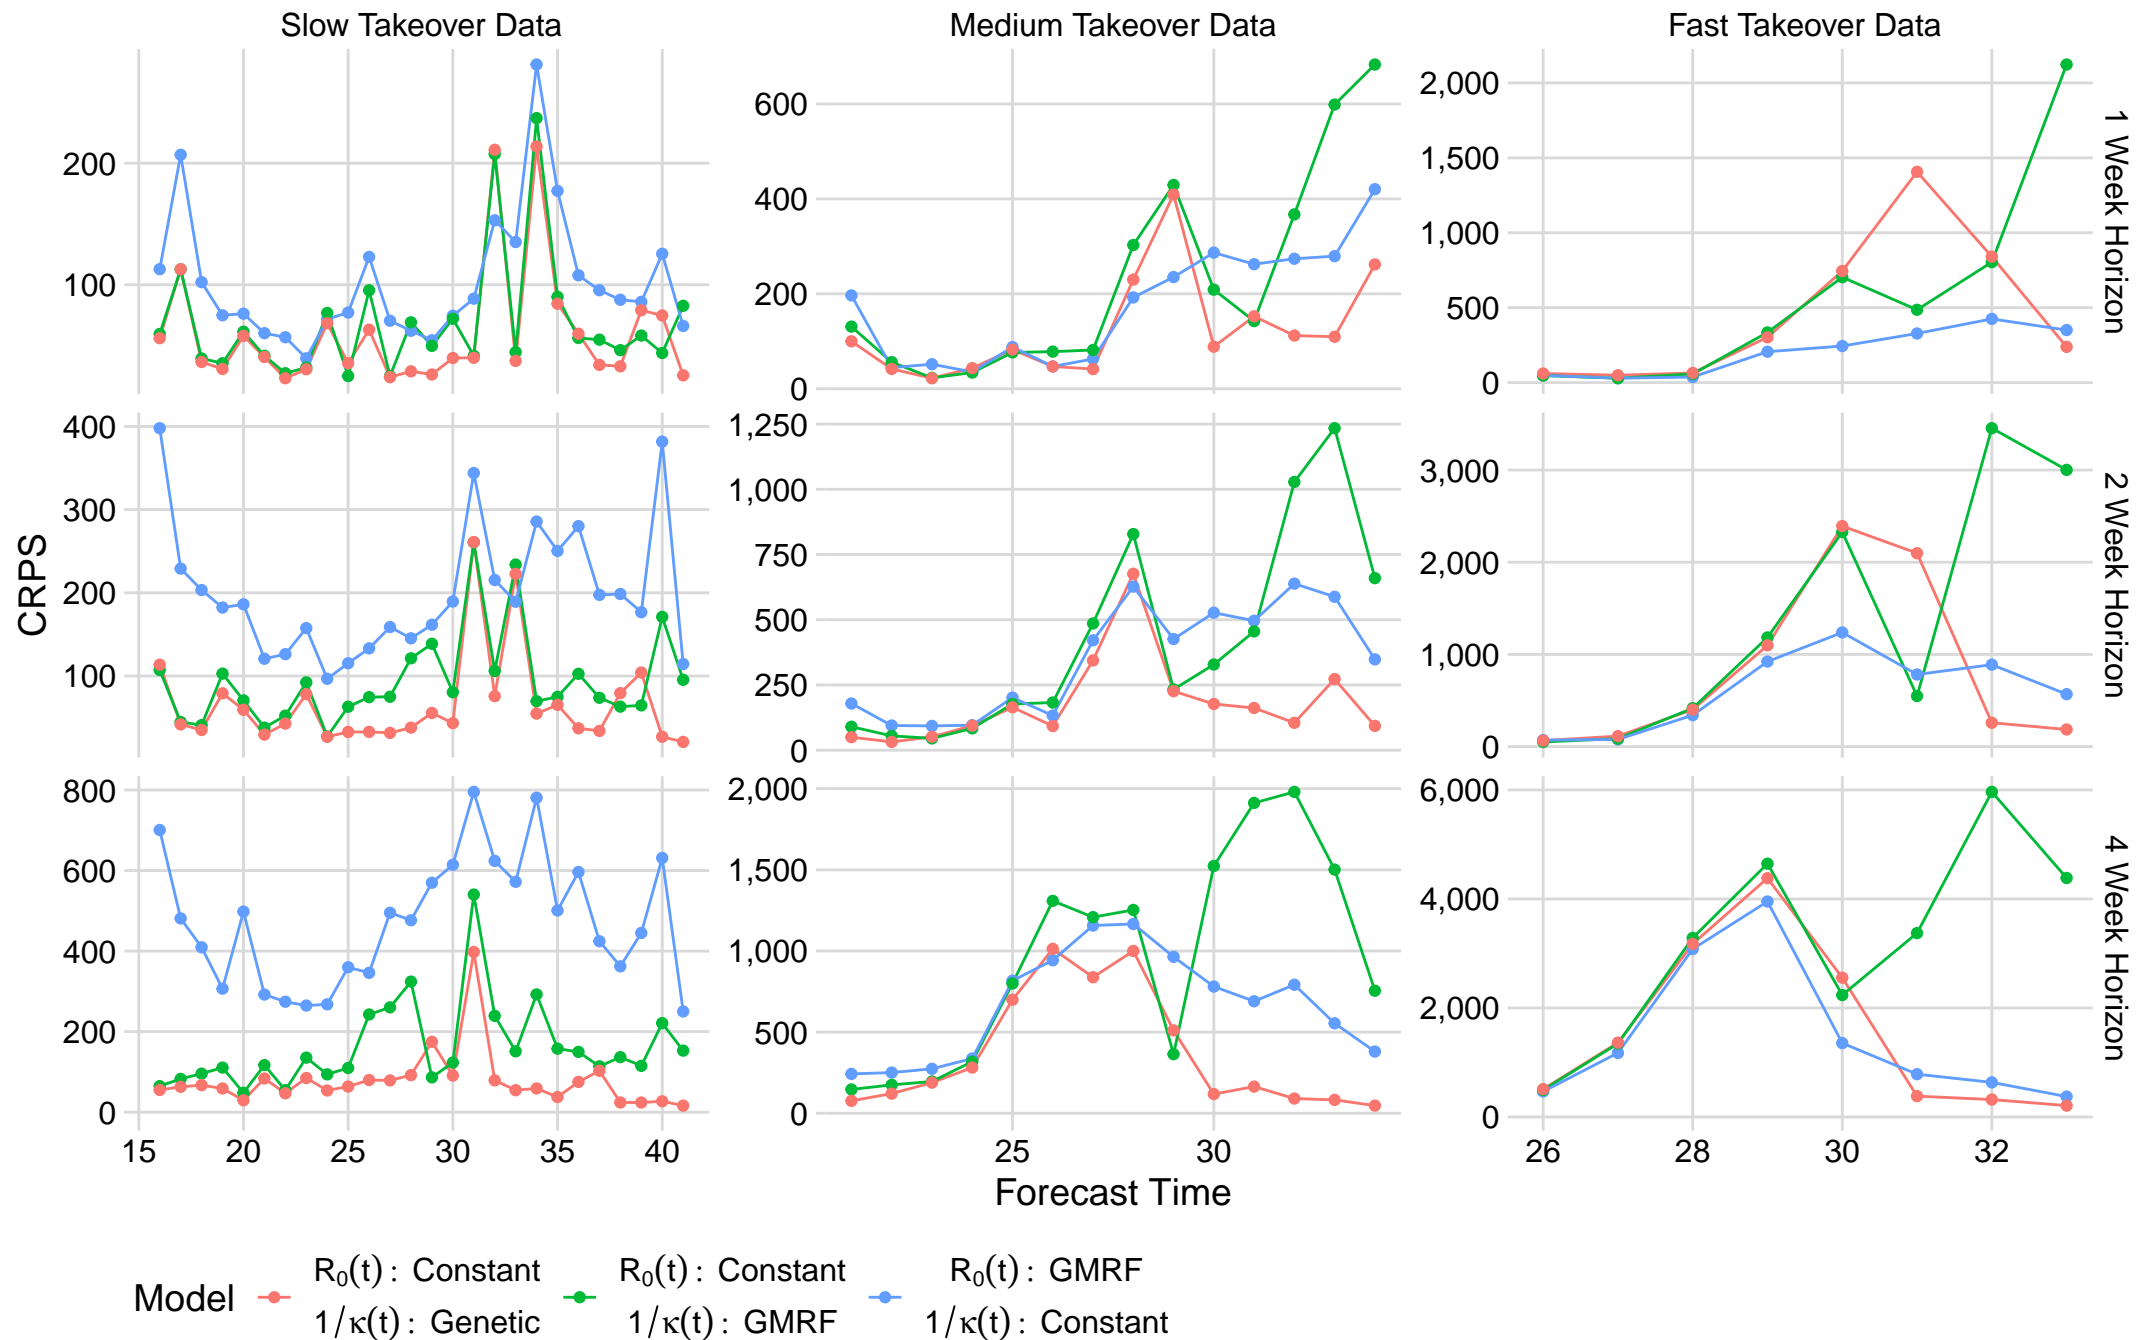 Slow Takeover Data
Medium Takeover Data
Fast Takeover Data
200
100
600
400
200
0
2,000
1,500
1,000
500
0
1 Week Horizon
CRPS
400
300
200
100
1,250
1,000
750
500
250
0
3,000
2,000
1,000
0
2 Week Horizon
800
600
400
200
0
2,000
1,500
1,000
500
0
6,000
4,000
2,000
0
4 Week Horizon
15 20 25 30 35 40
25 30
26 28 30 32
Forecast Time
Model
R₀(t) : Constant
1/κ(t) : Genetic
R₀(t) : Constant
1/κ(t) : GMRF
R₀(t) : GMRF
1/κ(t) : Constant